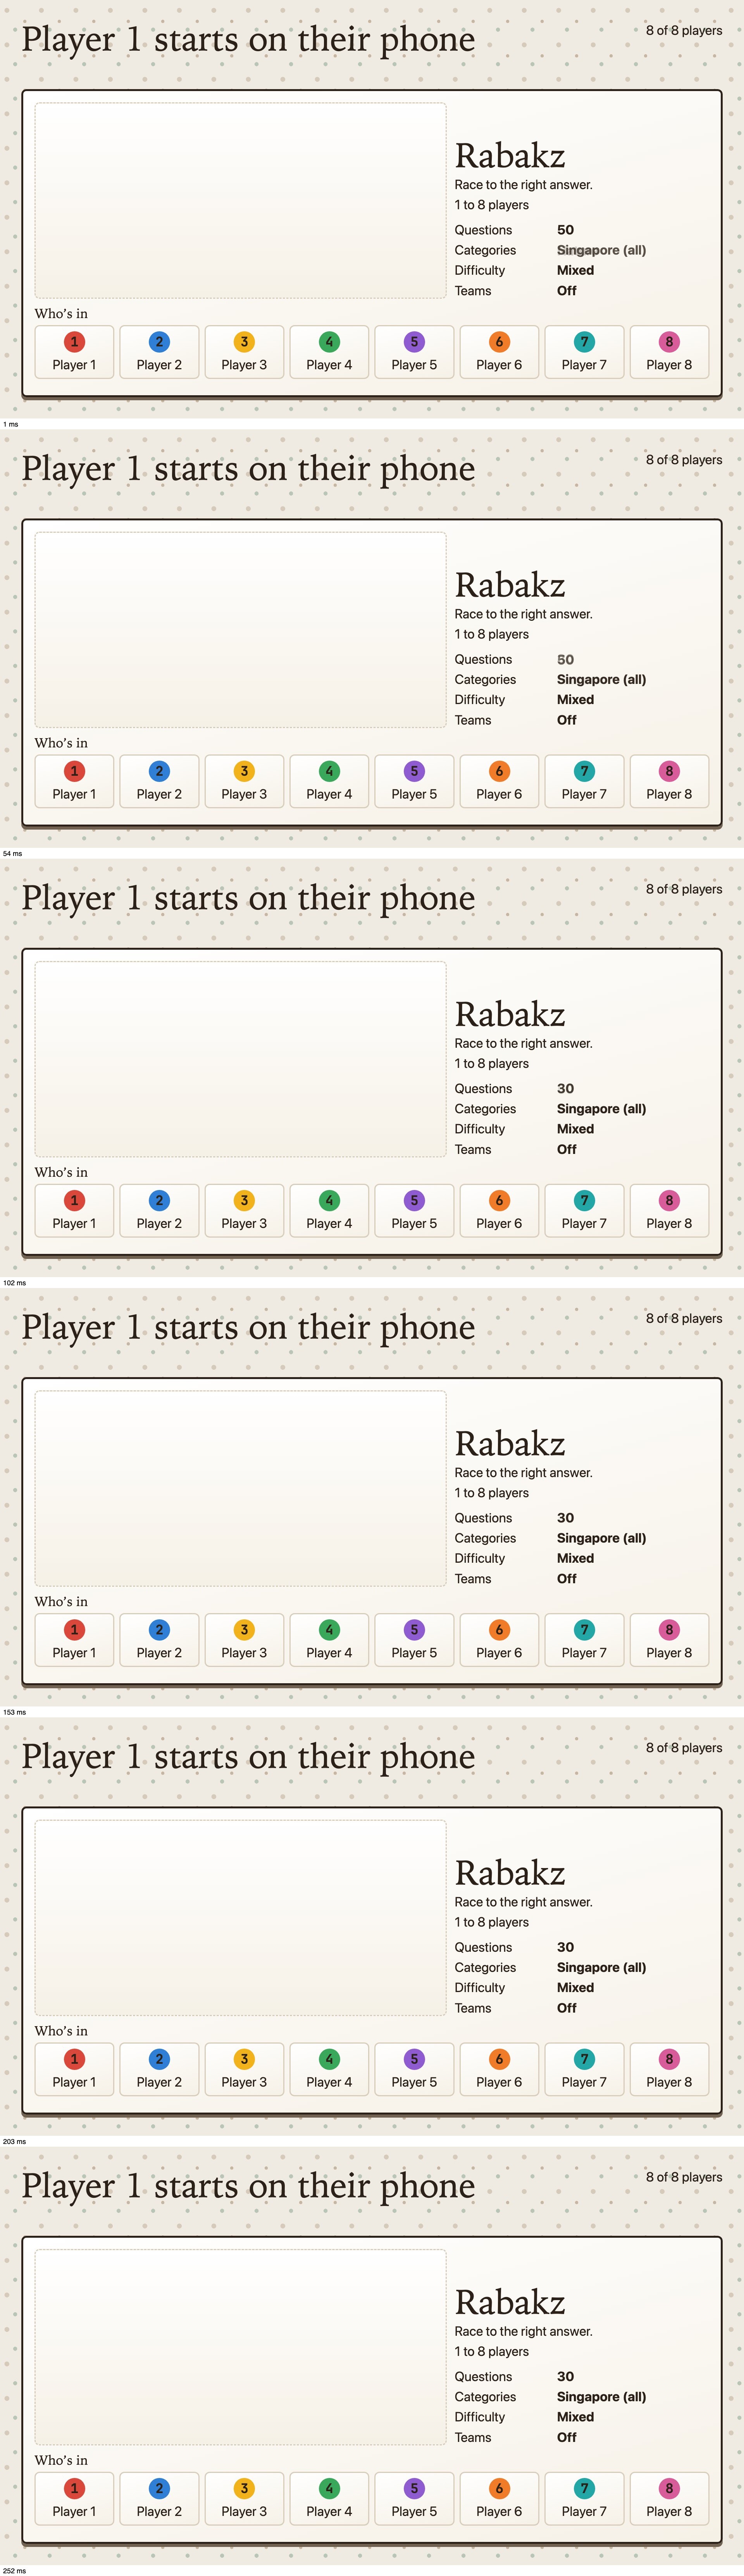 Player 1 starts on their phone
8 of 8 players
Rabakz
Race to the right answer.
1 to 8 players
Questions 50
Categories Singapore (all)
Difficulty Mixed
Teams Off
Who's in
1 2 3 4 5 6 7 8
Player 1 Player 2 Player 3 Player 4 Player 5 Player 6 Player 7 Player 8
1 ms
Player 1 starts on their phone
8 of 8 players
Rabakz
Race to the right answer.
1 to 8 players
Questions
Categories Singapore (all)
Difficulty Mixed
Teams Off
Who's in
1 2 3 4 5 6 7 8
Player 1 Player 2 Player 3 Player 4 Player 5 Player 6 Player 7 Player 8
54 ms
Player 1 starts on their phone
8 of 8 players
Rabakz
Race to the right answer.
1 to 8 players
Questions 30
Categories Singapore (all)
Difficulty Mixed
Teams Off
Who's in
1 2 3 4 5 6 7 8
Player 1 Player 2 Player 3 Player 4 Player 5 Player 6 Player 7 Player 8
102 ms
Player 1 starts on their phone
8 of 8 players
Rabakz
Race to the right answer.
1 to 8 players
Questions 30
Categories Singapore (all)
Difficulty Mixed
Teams Off
Who's in
1 2 3 4 5 6 7 8
Player 1 Player 2 Player 3 Player 4 Player 5 Player 6 Player 7 Player 8
153 ms
Player 1 starts on their phone
8 of 8 players
Rabakz
Race to the right answer.
1 to 8 players
Questions 30
Categories Singapore (all)
Difficulty Mixed
Teams Off
Who's in
1 2 3 4 5 6 7 8
Player 1 Player 2 Player 3 Player 4 Player 5 Player 6 Player 7 Player 8
203 ms
Player 1 starts on their phone
8 of 8 players
Rabakz
Race to the right answer.
1 to 8 players
Questions 30
Categories Singapore (all)
Difficulty Mixed
Teams Off
Who's in
1 2 3 4 5 6 7 8
Player 1 Player 2 Player 3 Player 4 Player 5 Player 6 Player 7 Player 8
252 ms